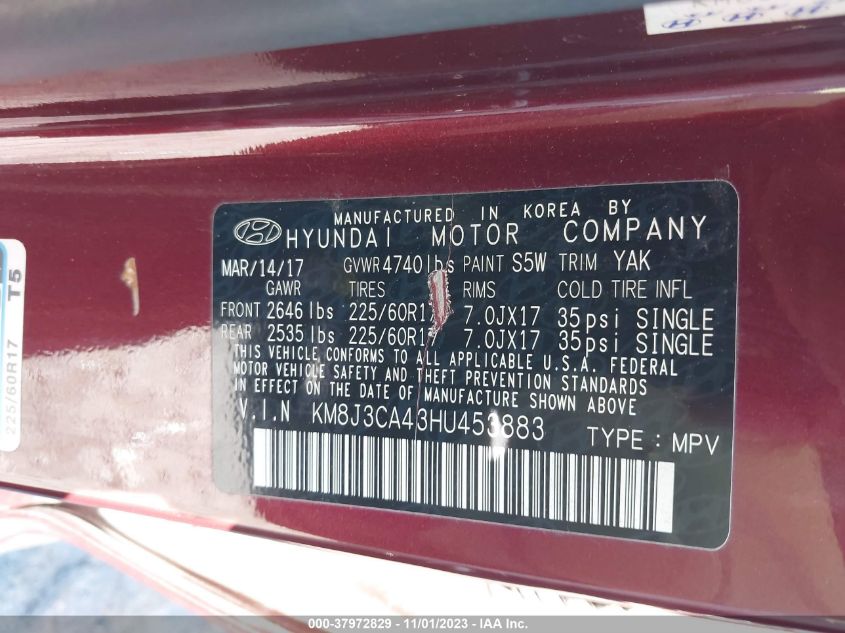 MANUFACTURED IN KOREA BY
HYUNDAI MOTOR COMPANY
MAR/14/17 GVWR 4740 lbs PAINT S5W TRIM YAK
GAWR TIRES RIMS COLD TIRE INFL
FRONT 2646 lbs 225/60R17 7.0JX17 35psi SINGLE
REAR 2535 lbs 225/60R17 7.0JX17 35psi SINGLE
THIS VEHICLE CONFORMS TO ALL APPLICABLE U.S.A. FEDERAL
MOTOR VEHICLE SAFETY AND THEFT PREVENTION STANDARDS
IN EFFECT ON THE DATE OF MANUFACTURE SHOWN ABOVE
V.I.N KM8J3CA43HU453883 TYPE : MPV
T5
225/60R17
000-37972829 - 11/01/2023 - IAA Inc.